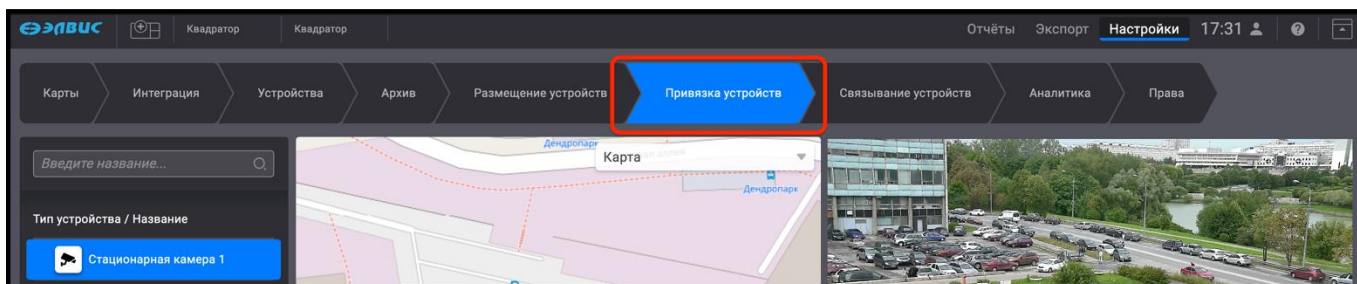 ЭЛВИС Квадратор Квадратор Отчёты Экспорт Настройки 17:31 ?
Карты Интеграция Устройства Архив Размещение устройств Привязка устройств Связывание устройств Аналитика Права
Введите название...
Дендропарк
Карта
Дендропарк
Тип устройства / Название
Стационарная камера 1